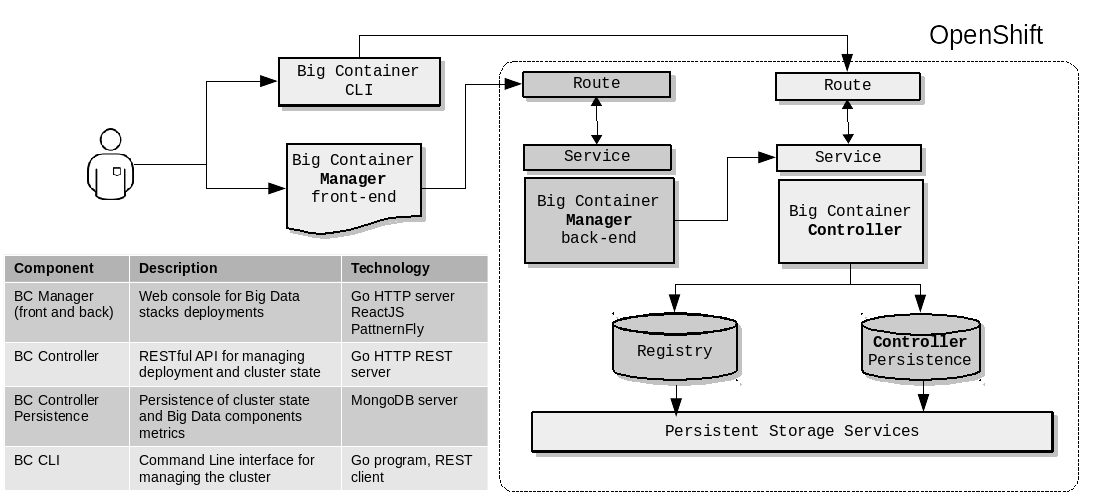 OpenShift
Big Container
CLI
Route
Route
Big Container
Manager
front-end
Service
Service
Big Container
Manager
back-end
Big Container
Controller
Registry
Controller
Persistence
Persistent Storage Services
Component Description Technology
BC Manager
(front and back)
Web console for Big Data
stacks deployments
Go HTTP server
ReactJS
PattnernFly
BC Controller
RESTful API for managing
deployment and cluster state
Go HTTP REST
server
BC Controller
Persistence
Persistence of cluster state
and Big Data components
metrics
MongoDB server
BC CLI
Command Line interface for
managing the cluster
Go program, REST
client